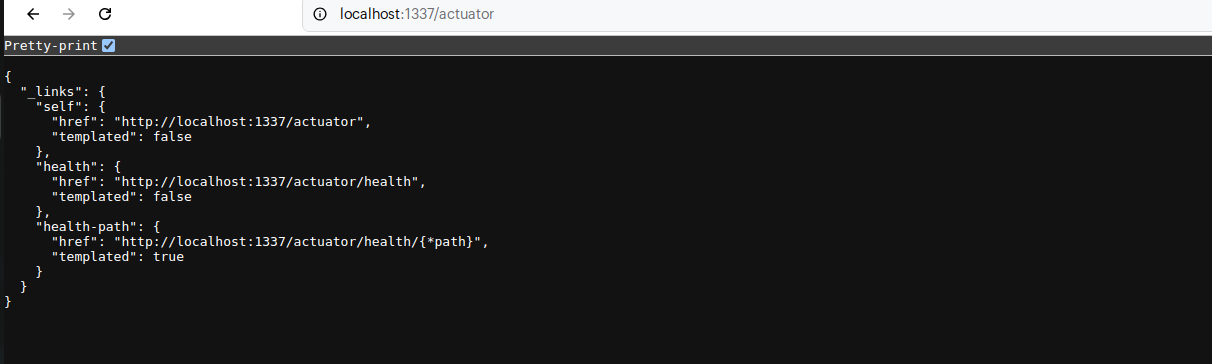 localhost:1337/actuator
Pretty-print
{
  "_links": {
    "self": {
      "href": "http://localhost:1337/actuator",
      "templated": false
    },
    "health": {
      "href": "http://localhost:1337/actuator/health",
      "templated": false
    },
    "health-path": {
      "href": "http://localhost:1337/actuator/health/{*path}",
      "templated": true
    }
  }
}